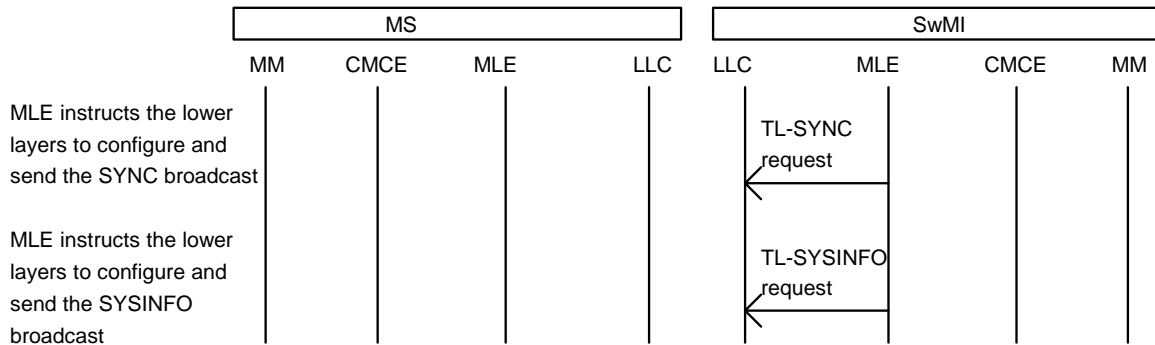 MS
SwMI
MM CMCE MLE LLC LLC MLE CMCE MM
MLE instructs the lower
layers to configure and
send the SYNC broadcast
TL-SYNC
request
MLE instructs the lower
layers to configure and
send the SYSINFO
broadcast
TL-SYSINFO
request